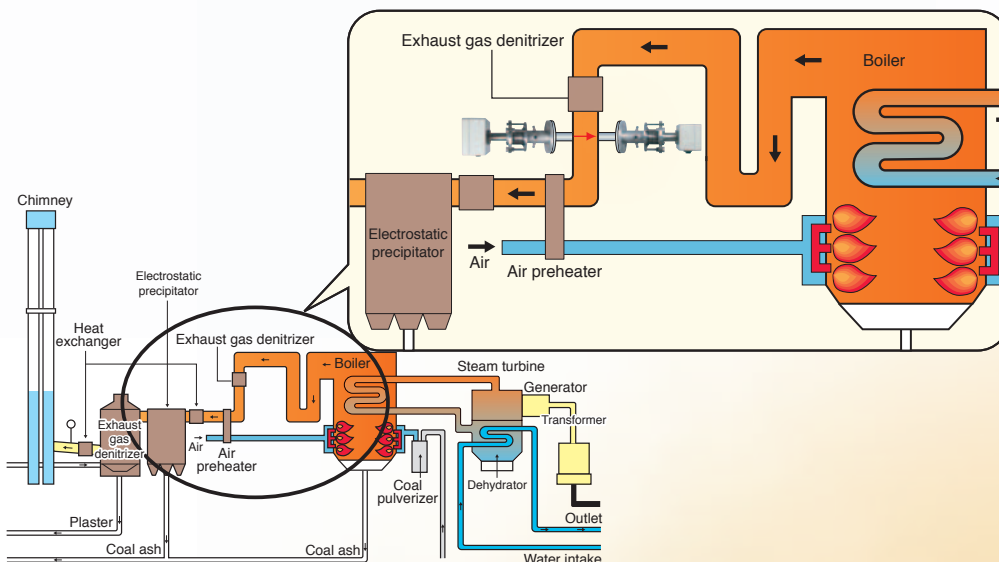 Exhaust gas denitrizer
Boiler
Electrostatic
precipitator
Air
Air preheater
Chimney
Electrostatic
precipitator
Heat
exchanger
Exhaust gas denitrizer
Boiler
Steam turbine
Generator
Transformer
Exhaust
gas
denitrizer
Air
Air
preheater
Coal
pulverizer
Dehydrator
Plaster
Outlet
Coal ash
Coal ash
Water intake